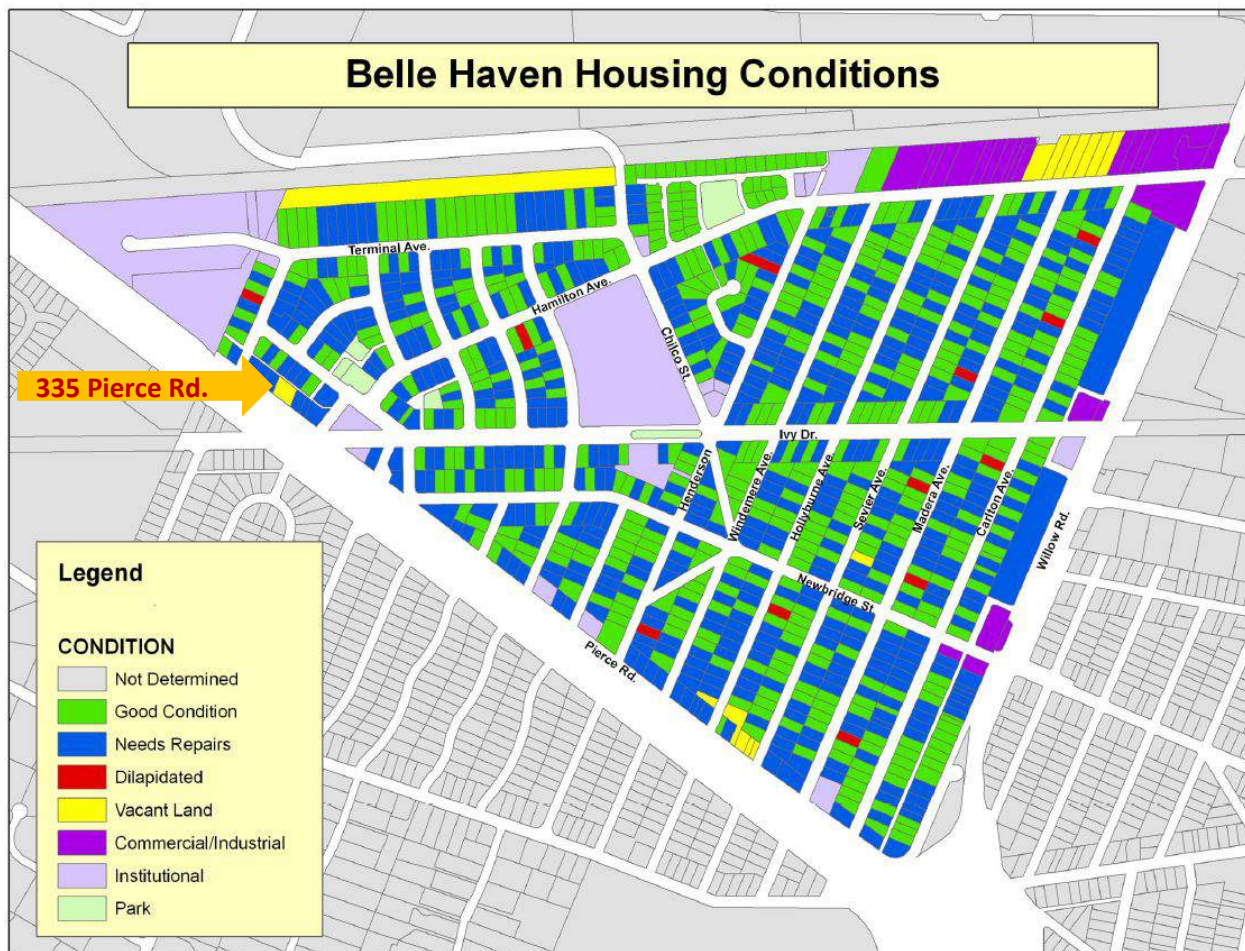 Belle Haven Housing Conditions
Terminal Ave.
Hamilton Ave.
Chilco St.
335 Pierce Rd.
Ivy Dr.
Henderson
Windemere Ave.
Hollyburne Ave.
Sevier Ave.
Madera Ave.
Carlton Ave.
Willow Rd.
Newbridge St.
Pierce Rd.
Legend
CONDITION
Not Determined
Good Condition
Needs Repairs
Dilapidated
Vacant Land
Commercial/Industrial
Institutional
Park